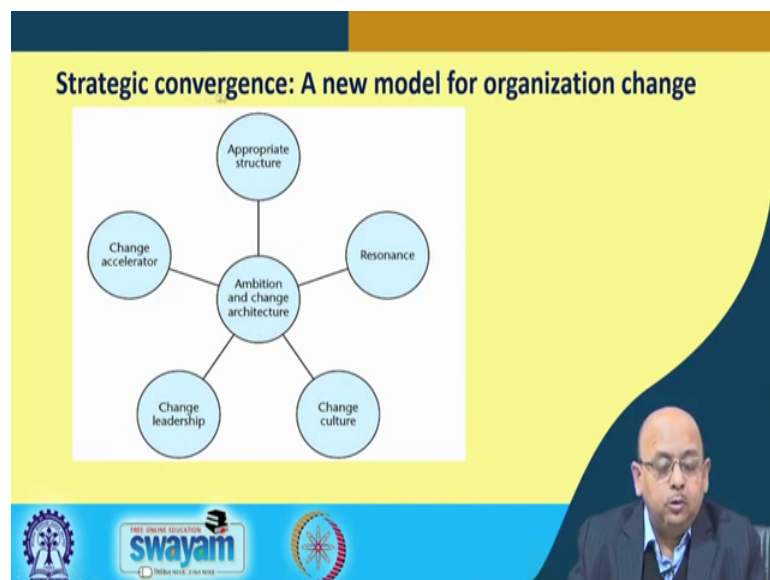 Strategic convergence: A new model for organization change
Appropriate
structure
Change
accelerator
Resonance
Ambition
and change
architecture
Change
leadership
Change
culture
FREE ONLINE EDUCATION
swayam